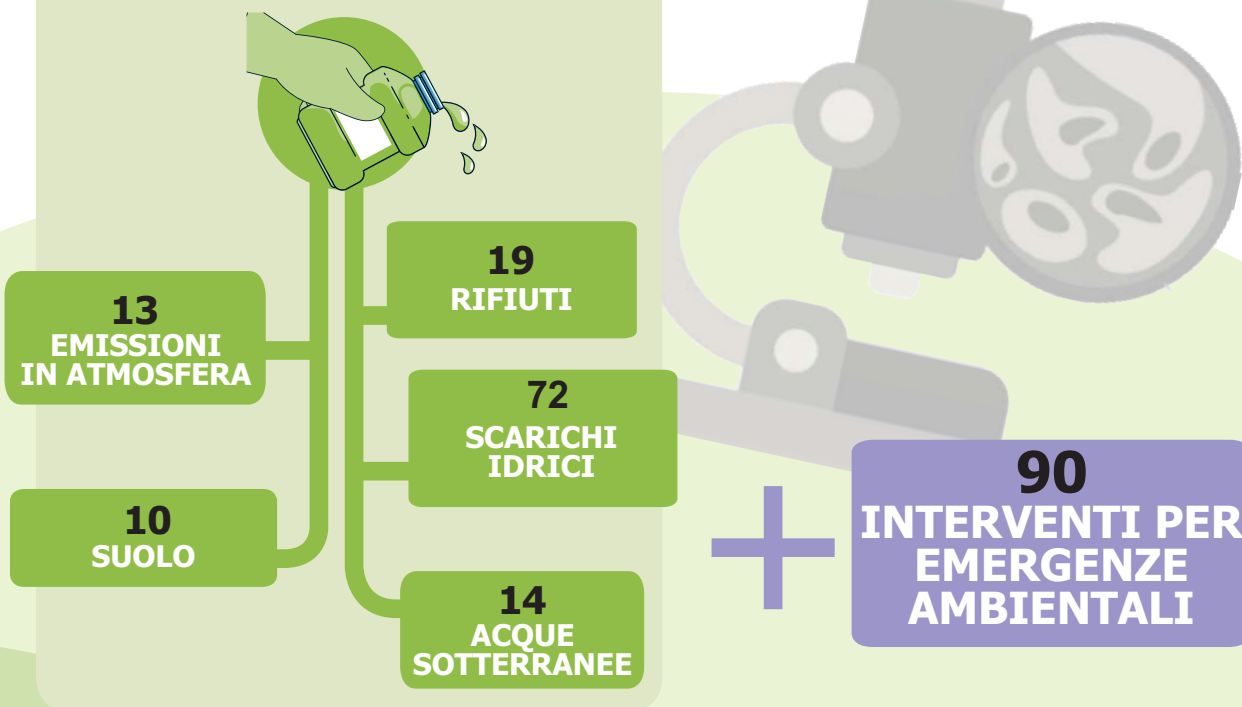 13
EMISSIONI
IN ATMOSFERA
19
RIFIUTI
72
SCARICHI
IDRICI
10
SUOLO
14
ACQUE
SOTTERRANEE
+
90
INTERVENTI PER
EMERGENZE
AMBIENTALI